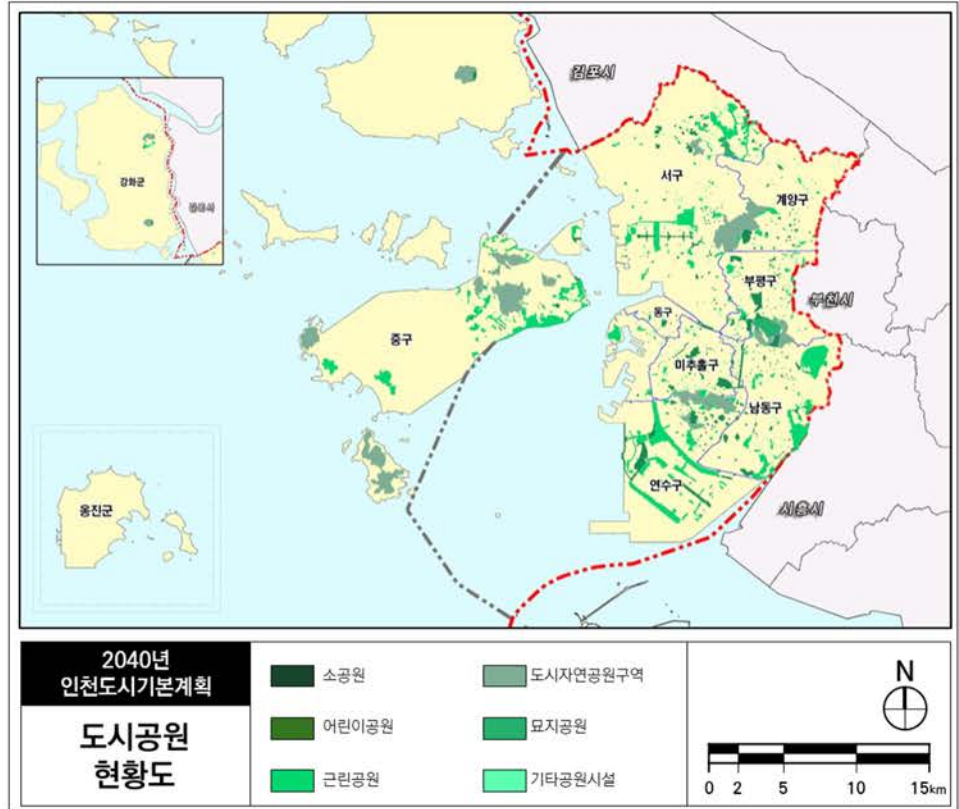 김포시
서구
계양구
강화군
김포시
부평구
부천시
동구
중구
미추홀구
남동구
옹진군
연수구
시흥시
2040년
인천도시기본계획
도시공원
현황도
소공원
어린이공원
근린공원
도시자연공원구역
묘지공원
기타공원시설
N
0 2 5 10 15km